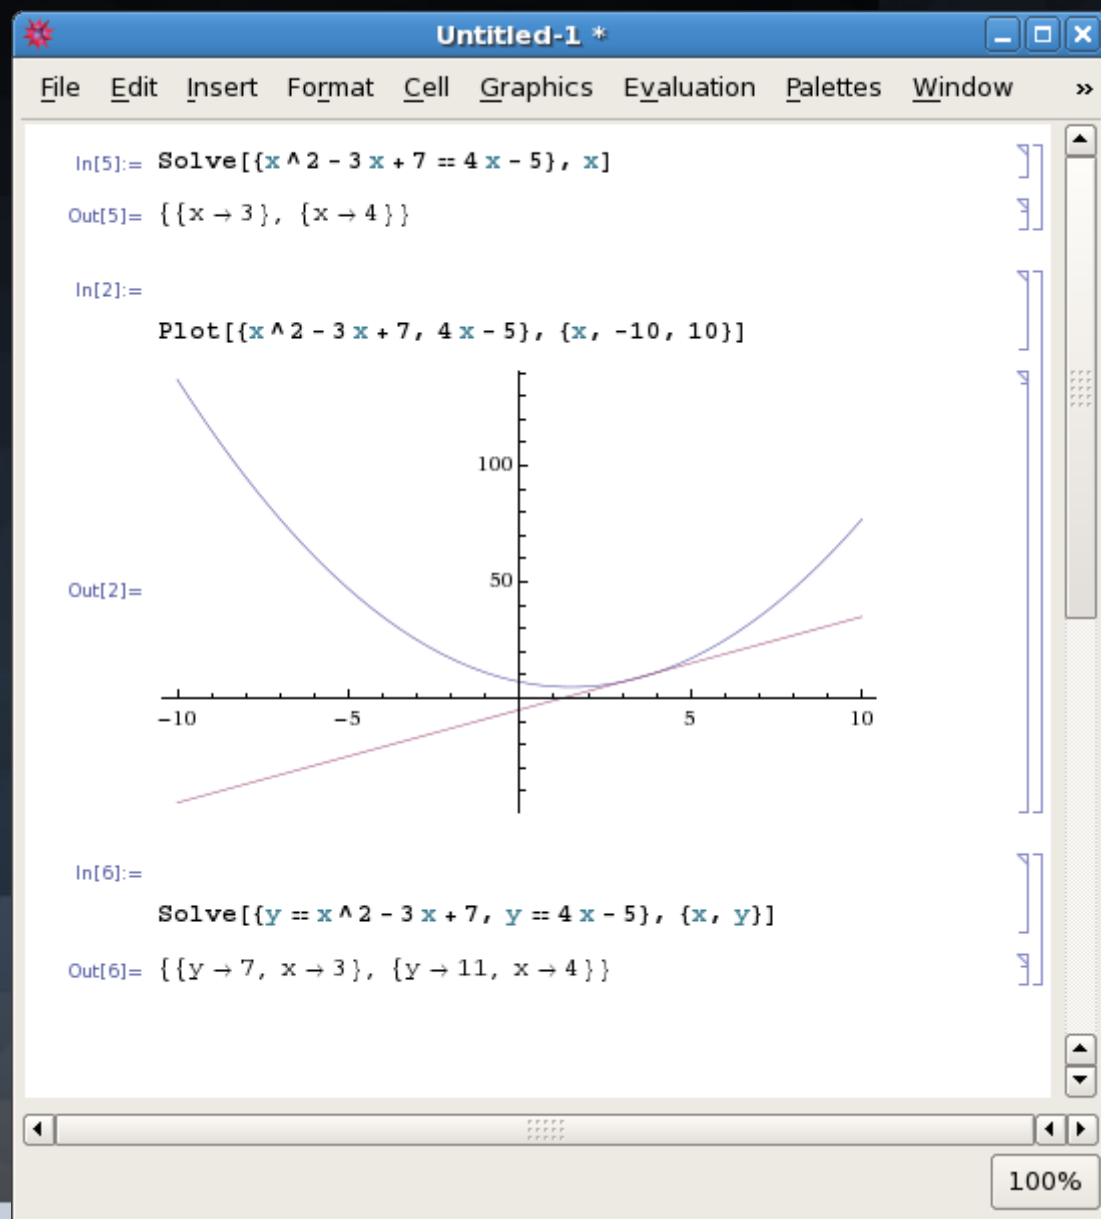 Untitled-1 *
File Edit Insert Format Cell Graphics Evaluation Palettes Window »
In[5]:= Solve[{x^2 - 3 x + 7 == 4 x - 5}, x]
Out[5]= {{x → 3}, {x → 4}}
In[2]:=
Plot[{x^2 - 3 x + 7, 4 x - 5}, {x, -10, 10}]
100
50
Out[2]=
-10 -5 5 10
In[6]:=
Solve[{y == x^2 - 3 x + 7, y == 4 x - 5}, {x, y}]
Out[6]= {{y → 7, x → 3}, {y → 11, x → 4}}
100%